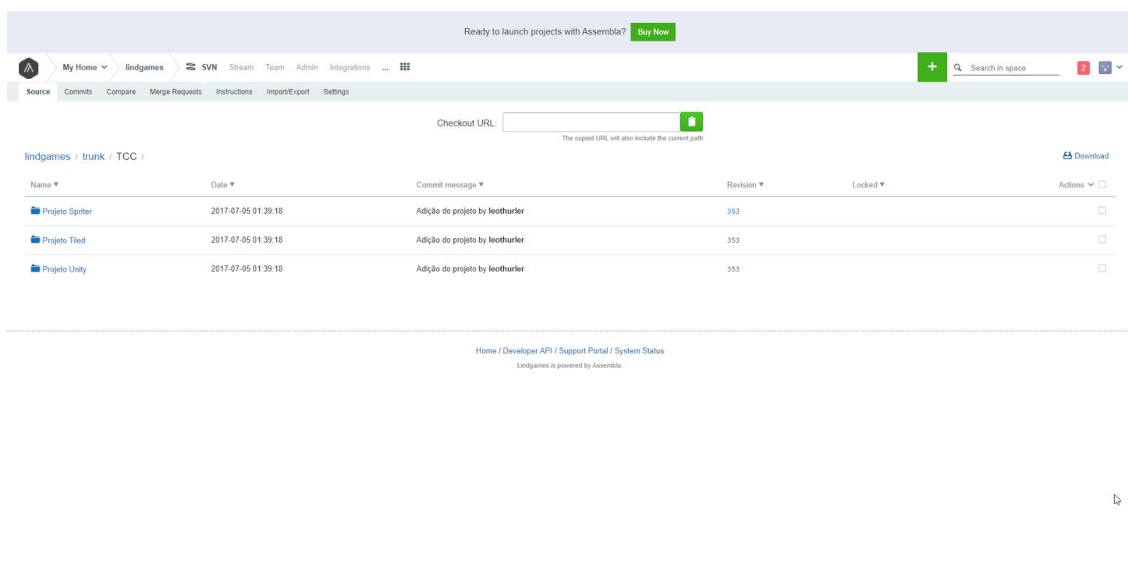 Ready to launch projects with Assembla? Buy Now
My Home lindgames SVN Stream Team Admin Integrations ... + Search in space 2
Source Commits Compare Merge Requests Instructions Import/Export Settings
Checkout URL:
The copied URL will also include the current path
lindgames / trunk / TCC / Download
Name ▼ Date ▼ Commit message ▼ Revision ▼ Locked ▼ Actions
Projeto Spriter 2017-07-05 01:39:18 Adição do projeto by leothurler 353
Projeto Tiled 2017-07-05 01:39:18 Adição do projeto by leothurler 353
Projeto Unity 2017-07-05 01:39:18 Adição do projeto by leothurler 353
Home / Developer API / Support Portal / System Status
Lindgames is powered by Assembla.